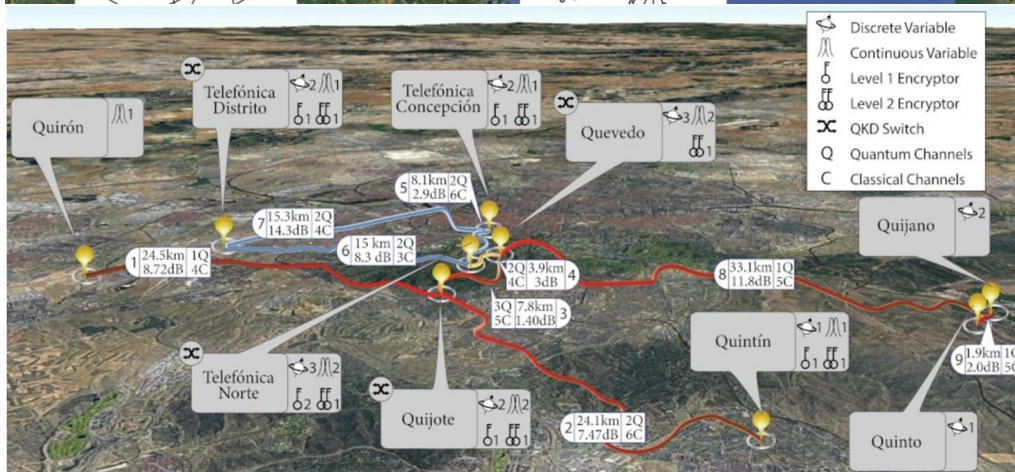 Discrete Variable
Continuous Variable
Level 1 Encryptor
Level 2 Encryptor
QKD Switch
Q Quantum Channels
C Classical Channels
Quirón
1
Telefónica
Distrito
2 1
1 1
Telefónica
Concepción
2 1
1 1
Quevedo
3 2
1
Quijano
2
5 8.1km 2Q
2.9dB 6C
7 15.3km 2Q
14.3dB 4C
6 15 km 2Q
8.3 dB 3C
1 24.5km 1Q
8.72dB 4C
2Q 3.9km 4
4C 3dB
8 33.1km 1Q
11.8dB 5C
3Q 7.8km 3
5C 1.40dB
9 1.9km
2.0dB
Telefónica
Norte
3 2
2 1
Quijote
2 2
1 1
Quintín
1 1
1 1
2 24.1km 2Q
7.47dB 6C
Quinto
1